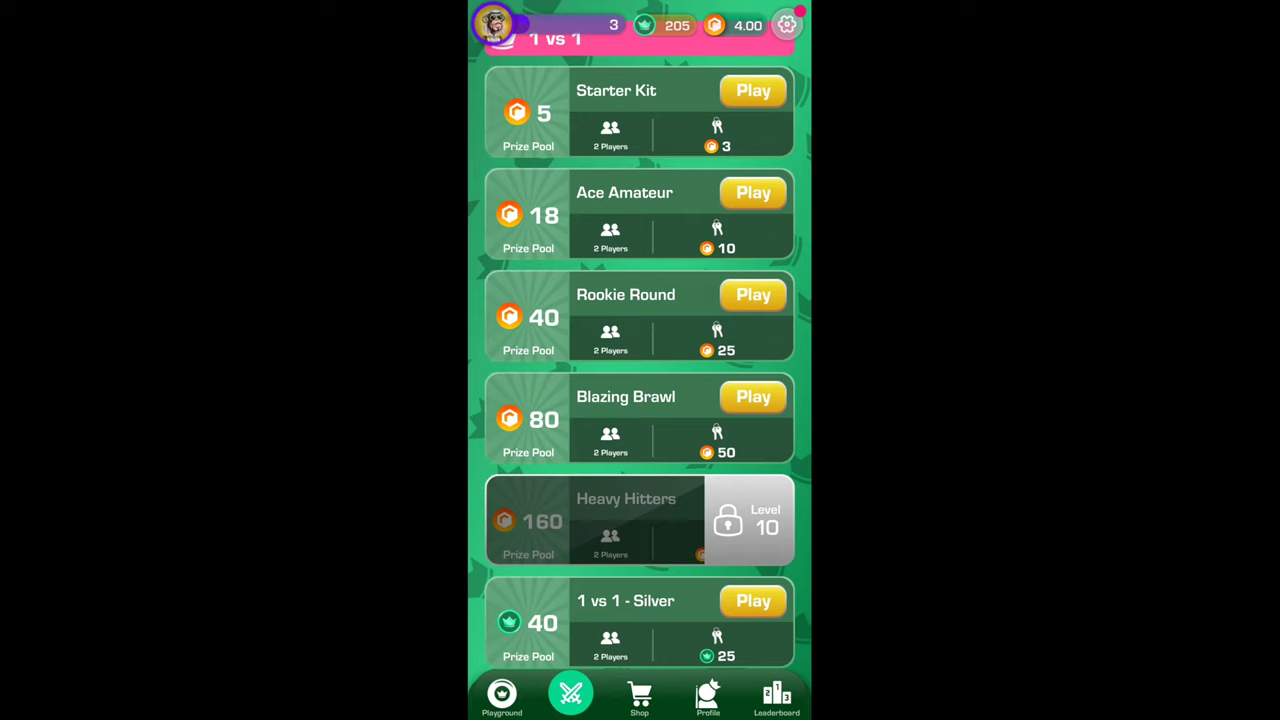 3 205 4.00
1 vs 1
Starter Kit Play
5
Prize Pool 2 Players 3
Ace Amateur Play
18
Prize Pool 2 Players 10
Rookie Round Play
40
Prize Pool 2 Players 25
Blazing Brawl Play
80
Prize Pool 2 Players 50
Heavy Hitters Level
160 10
Prize Pool 2 Players
1 vs 1 - Silver Play
40
Prize Pool 2 Players 25
Playground Shop Profile Leaderboard